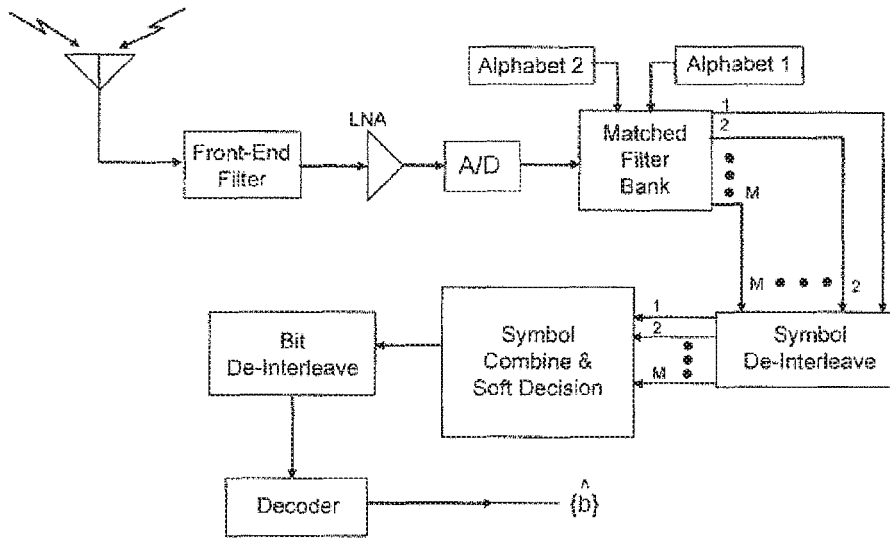 Alphabet 2
Alphabet 1
LNA
Front-End
Filter
A/D
Matched
Filter
Bank
1
2
M
M
2
1
2
M
Symbol
De-Interleave
Symbol
Combine &
Soft Decision
Bit
De-Interleave
Decoder
{b̂}